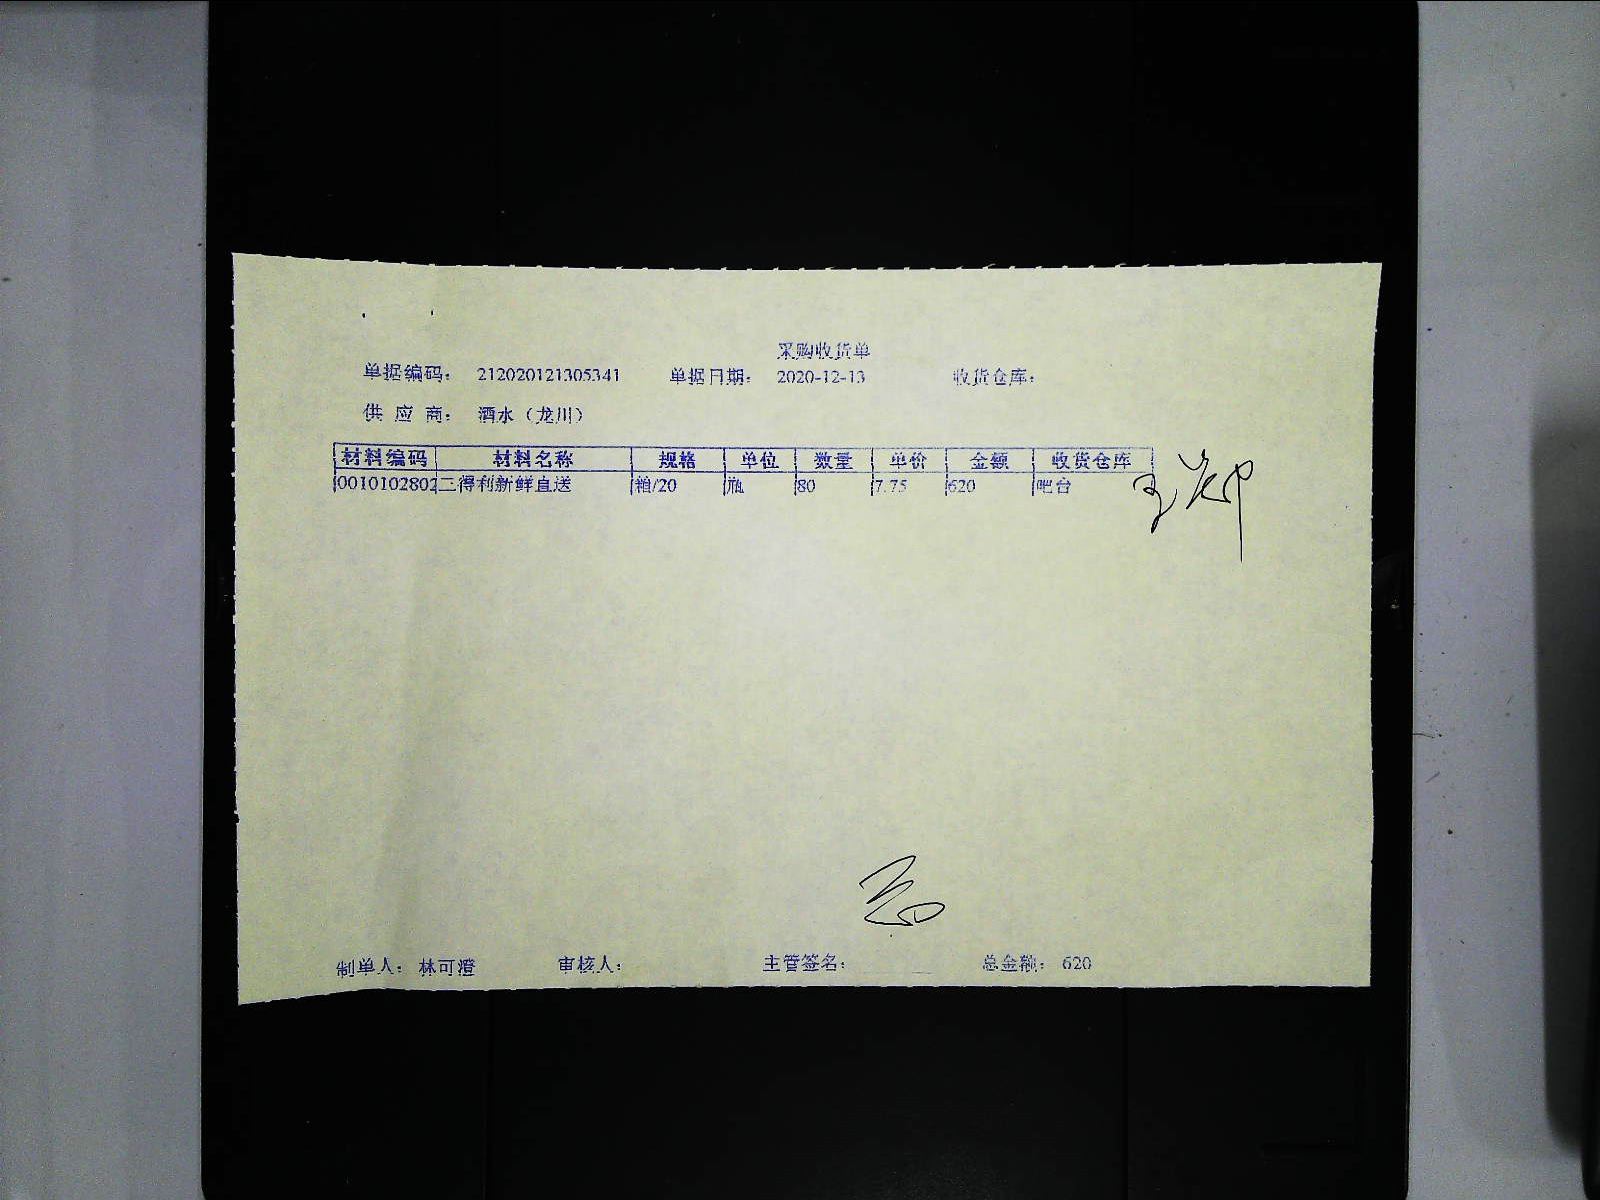 采购收货单
单据编码： 212020121305341 单据日期： 2020-12-13 收货仓库：
供 应 商： 酒水（龙川）
材料编码 材料名称 规格 单位 数量 单价 金额 收货仓库
0010102802 三得利新鲜直送 箱/20 瓶 80 7.75 620 吧台
制单人： 林可澄 审核人： 主管签名： 总金额： 620